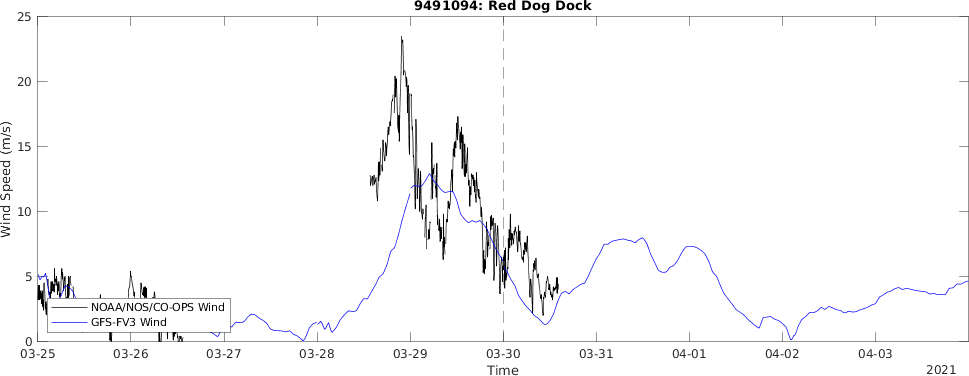 9491094: Red Dog Dock
25
20
15
10
5
0
Wind Speed (m/s)
NOAA/NOS/CO-OPS Wind
GFS-FV3 Wind
03-25 03-26 03-27 03-28 03-29 03-30 03-31 04-01 04-02 04-03
Time
2021